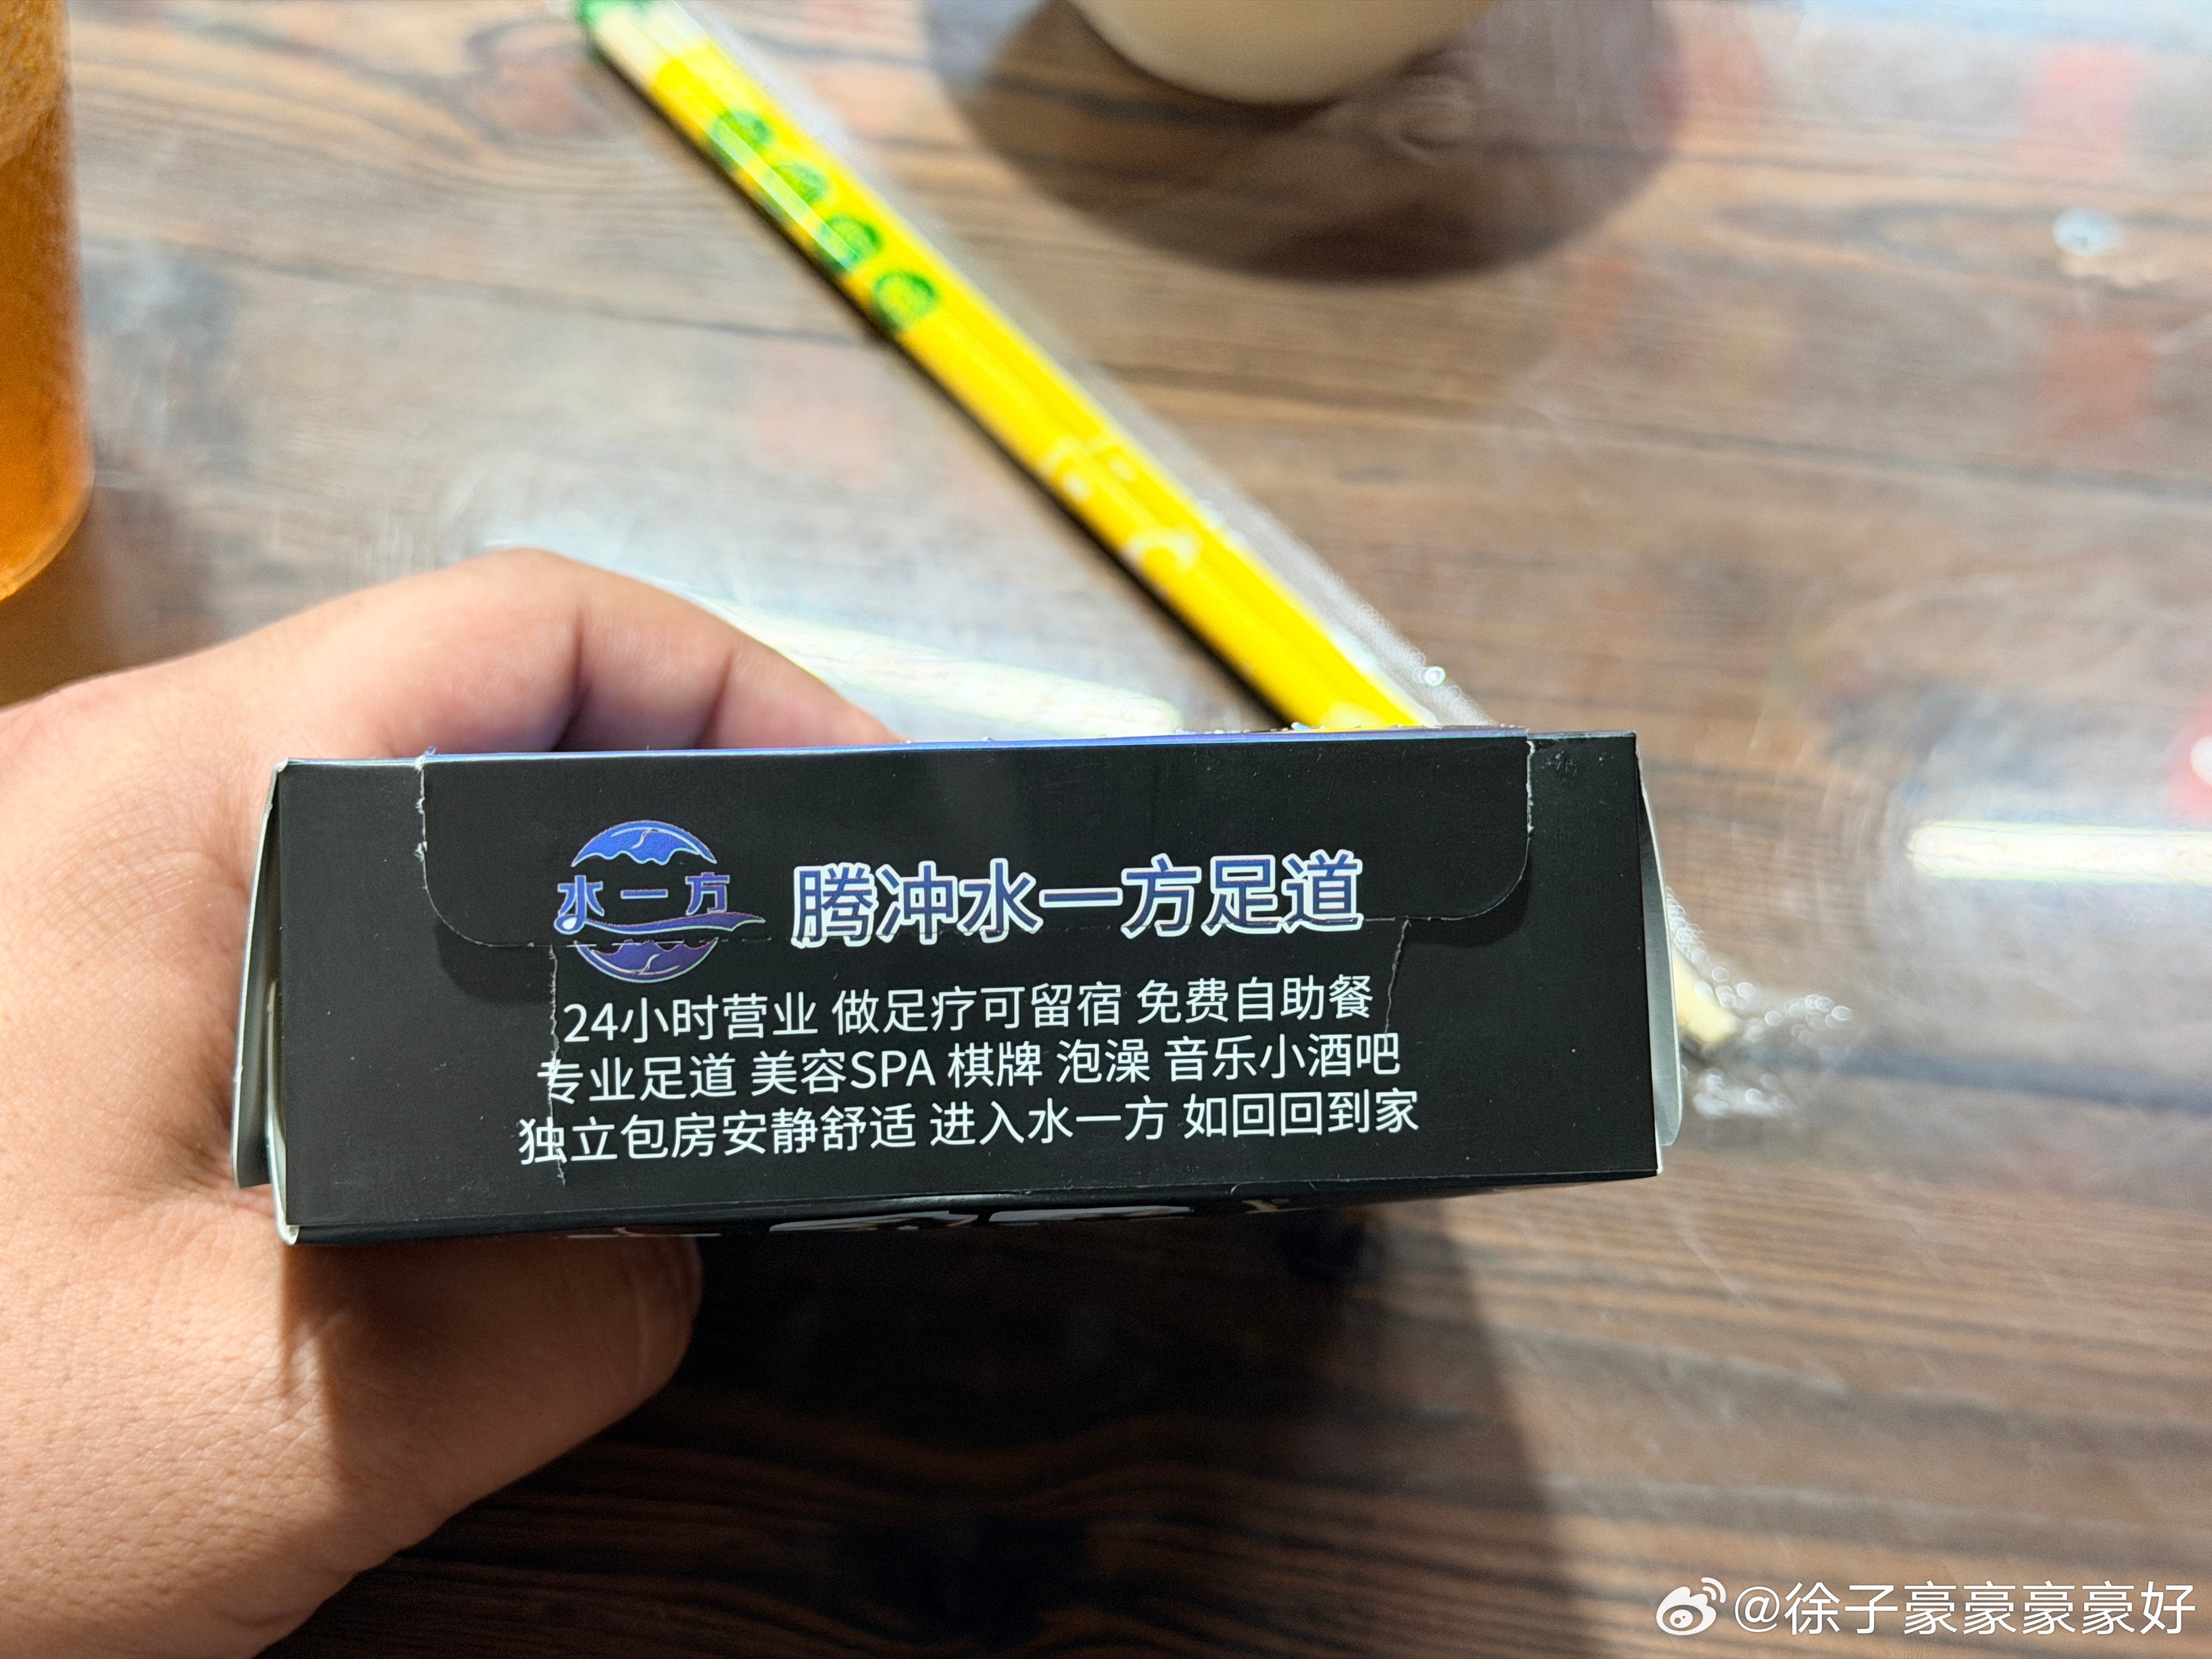 水一方
腾冲水一方足道
24小时营业 做足疗可留宿 免费自助餐
专业足道 美容SPA 棋牌 泡澡 音乐小酒吧
独立包房安静舒适 进入水一方 如回回到家
@徐子豪豪豪豪好